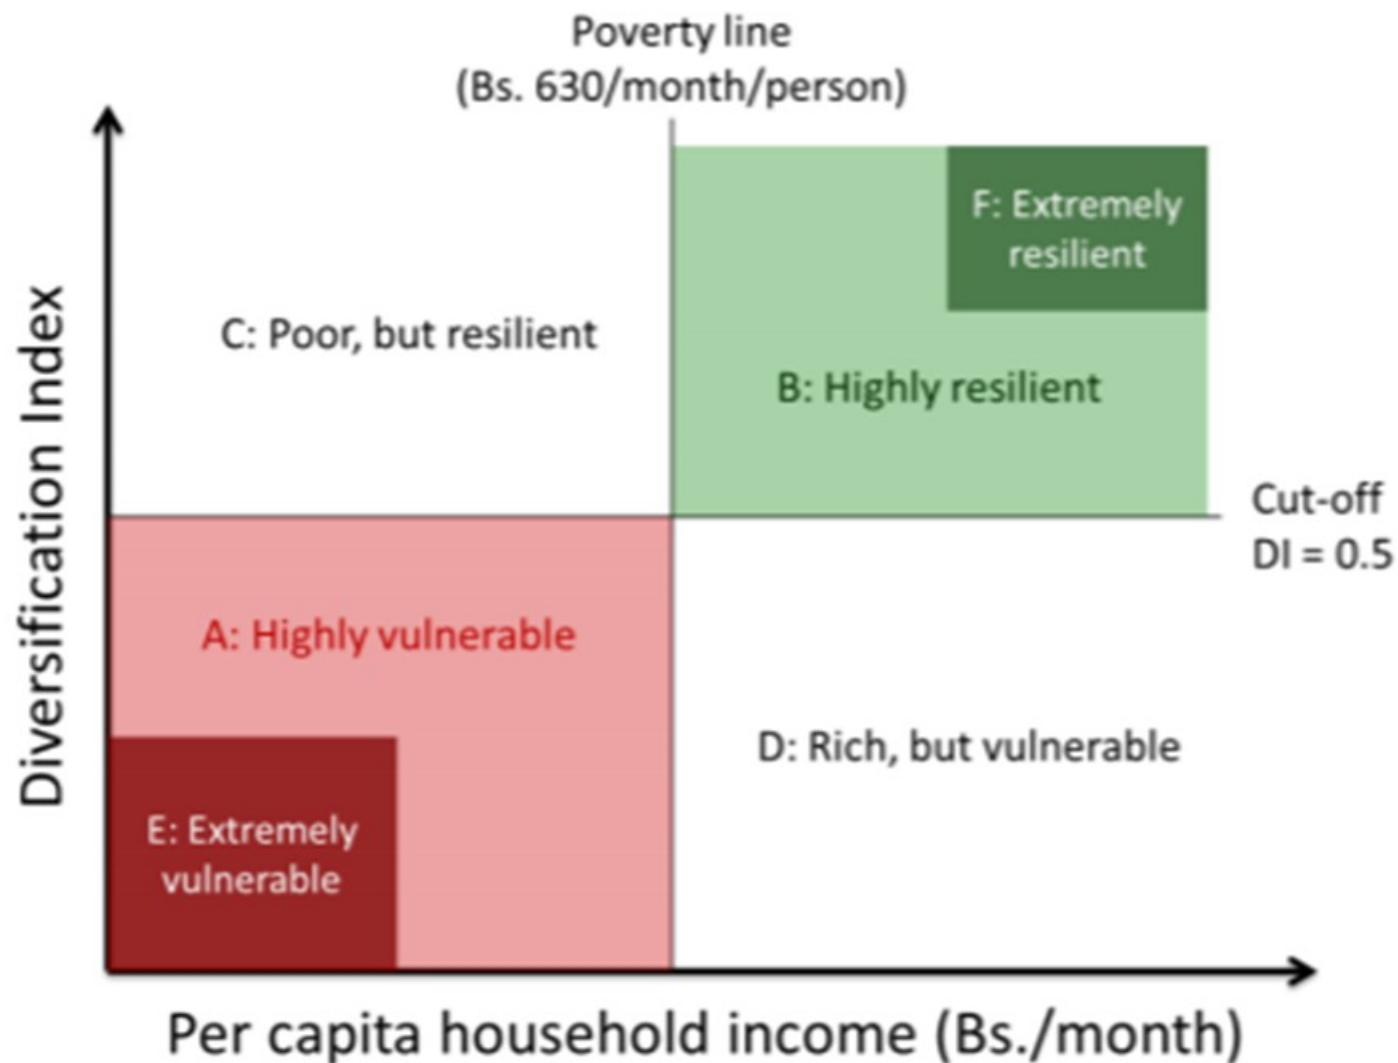 Poverty line
(Bs. 630/month/person)
F: Extremely
resilient
C: Poor, but resilient
B: Highly resilient
Cut-off
DI = 0.5
A: Highly vulnerable
D: Rich, but vulnerable
E: Extremely
vulnerable
Diversification Index
Per capita household income (Bs./month)